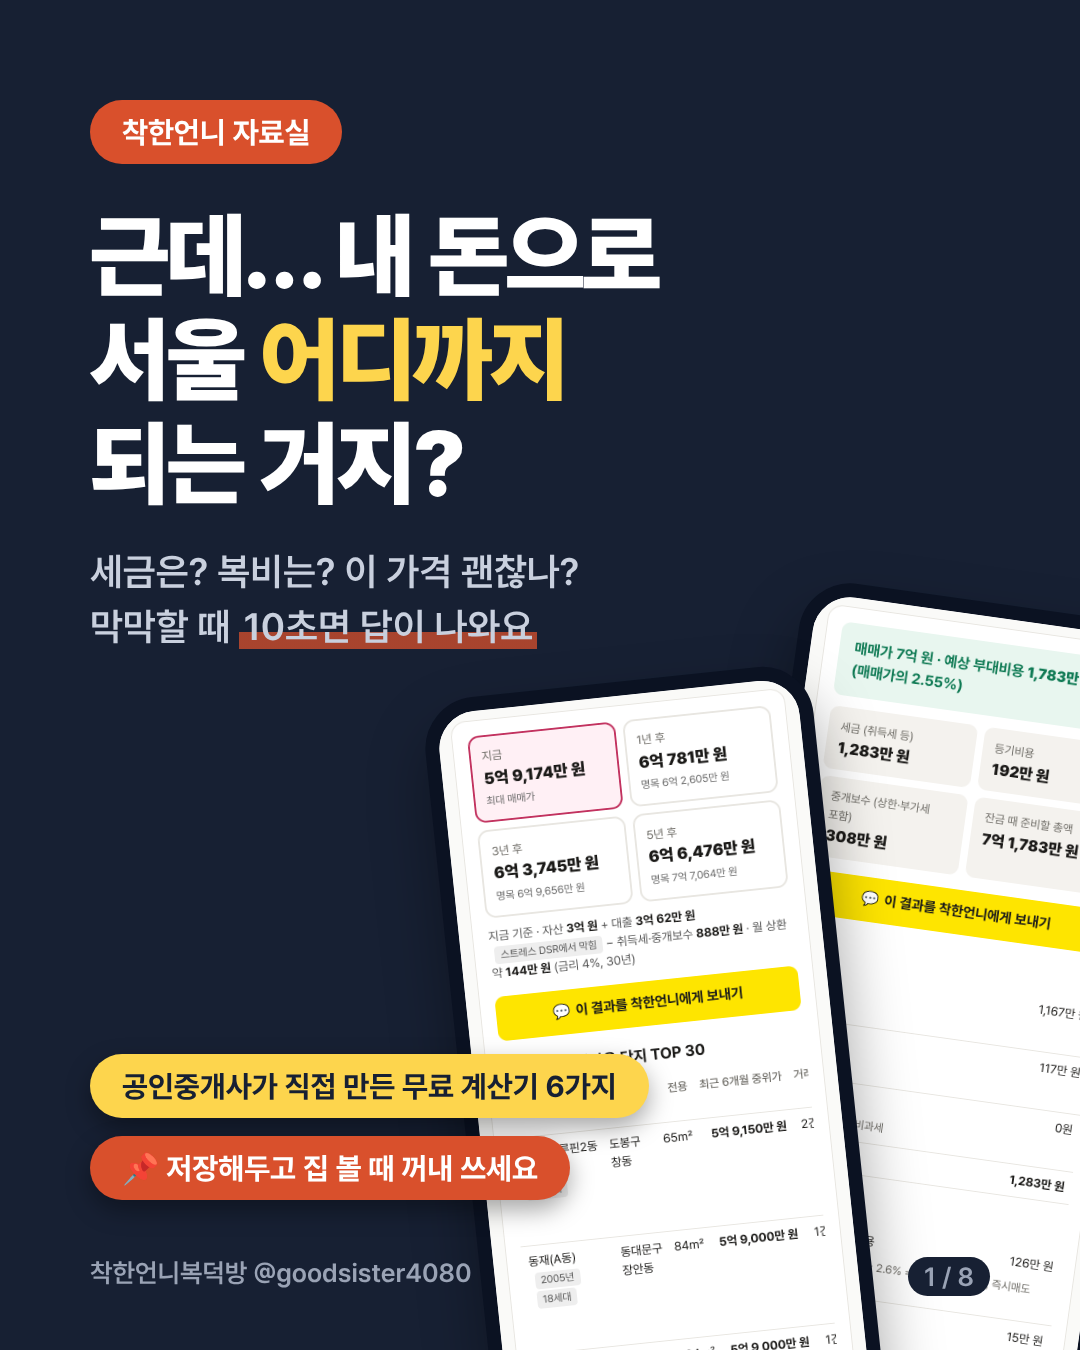 착한언니 자료실
근데... 내 돈으로
서울 어디까지
되는 거지?
세금은? 복비는? 이 가격 괜찮나?
막막할 때 10초면 답이 나와요
지금
5억 9,174만 원
최대 매매가
1년 후
6억 781만 원
명목 6억 2,605만 원
3년 후
6억 3,745만 원
명목 6억 9,656만 원
5년 후
6억 6,476만 원
명목 7억 7,064만 원
지금 기준 · 자산 3억 원 + 대출 3억 62만 원
스트레스 DSR에서 막힘 − 취득세·중개보수 888만 원 · 월 상환
약 144만 원 (금리 4%, 30년)
💬 이 결과를 착한언니에게 보내기
단지 TOP 30
전용 최근 6개월 중위가
루핀2동 도봉구 65m² 5억 9,150만 원
창동
동재(A동) 동대문구 84m² 5억 9,000만 원
2005년 장안동
18세대
5억 9,000만 원
매매가 7억 원 · 예상 부대비용 1,783만
(매매가의 2.55%)
세금 (취득세 등)
1,283만 원
등기비용
192만 원
중개보수 (상한·부가세
포함)
308만 원
잔금 때 준비할 총액
7억 1,783만 원
💬 이 결과를 착한언니에게 보내기
1,167만
117만 원
0원
비과세
1,283만 원
용
126만 원
2.6%
즉시매도
15만 원
공인중개사가 직접 만든 무료 계산기 6가지
📌 저장해두고 집 볼 때 꺼내 쓰세요
착한언니복덕방 @goodsister4080
1 / 8